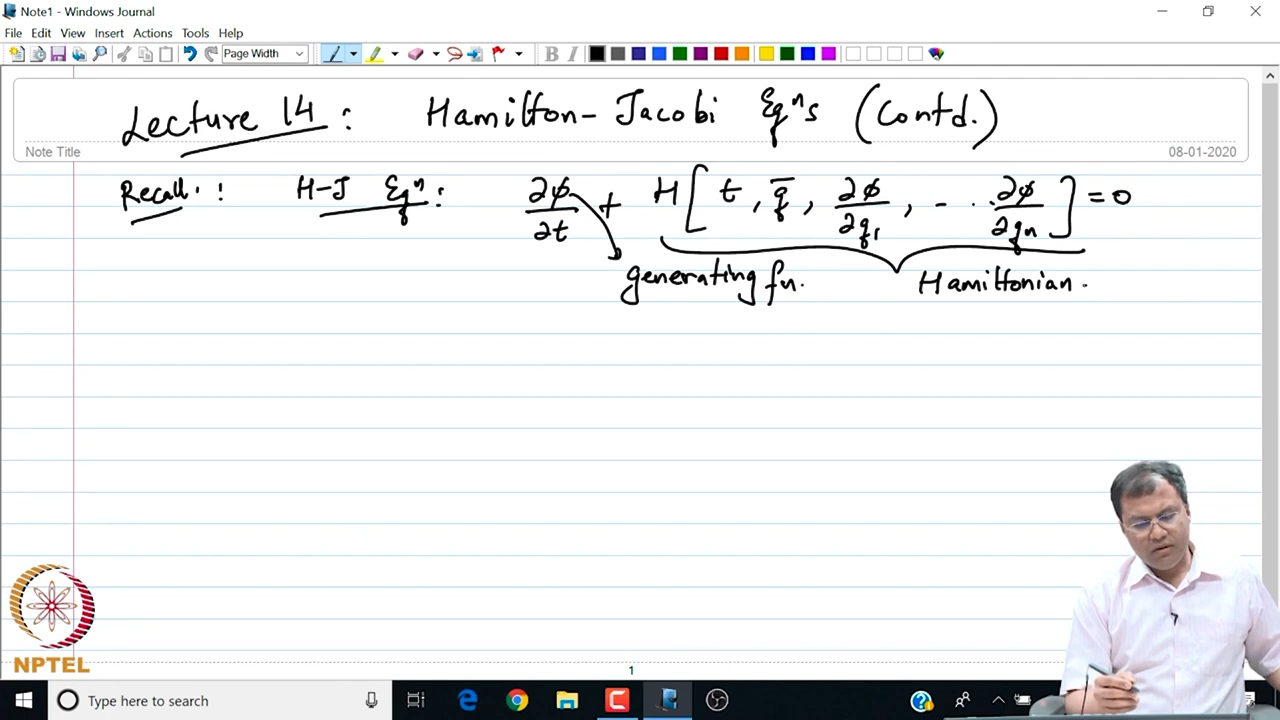 Note1 - Windows Journal
File Edit View Insert Actions Tools Help
Page Width
B I
Lecture 14 : Hamilton-Jacobi Eqⁿs (Contd.)
Note Title
08-01-2020
Recall : H-J Eqⁿ : ∂φ/∂t + H[t, q̄, ∂φ/∂q₁, - ... ∂φ/∂qₙ] = 0
generating fn. Hamiltonian.
NPTEL
1
Type here to search